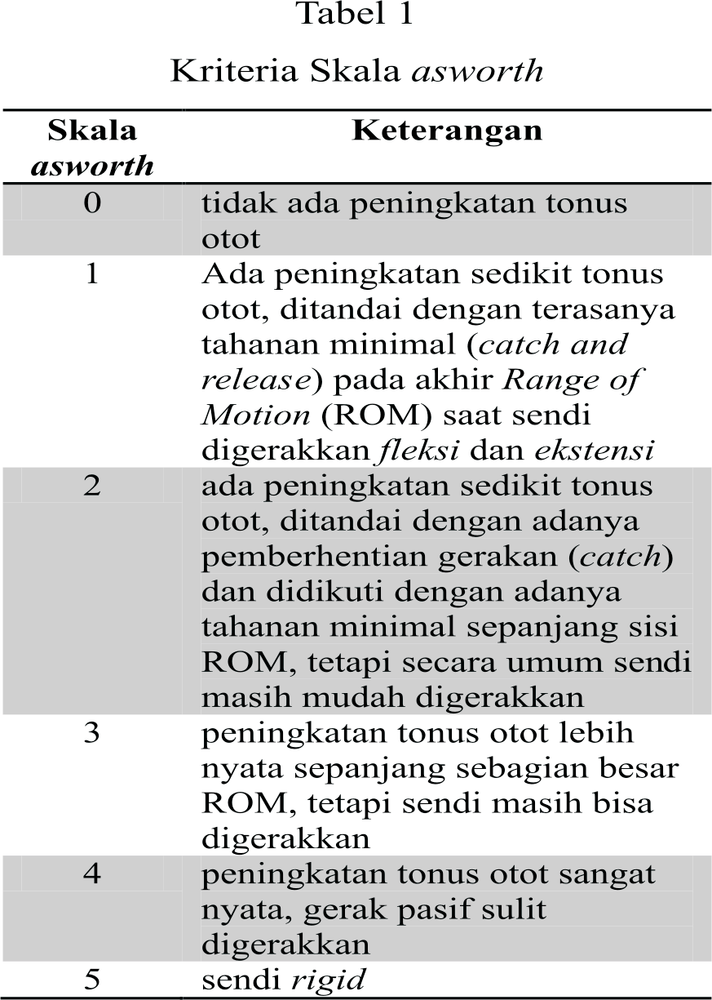 Tabel 1
Kriteria Skala asworth
Skala
asworth
Keterangan
0
tidak ada peningkatan tonus
otot
1
Ada peningkatan sedikit tonus
otot, ditandai dengan terasanya
tahanan minimal (catch and
release) pada akhir Range of
Motion (ROM) saat sendi
digerakkan fleksi dan ekstensi
2
ada peningkatan sedikit tonus
otot, ditandai dengan adanya
pemberhentian gerakan (catch)
dan didikuti dengan adanya
tahanan minimal sepanjang sisi
ROM, tetapi secara umum sendi
masih mudah digerakkan
3
peningkatan tonus otot lebih
nyata sepanjang sebagian besar
ROM, tetapi sendi masih bisa
digerakkan
4
peningkatan tonus otot sangat
nyata, gerak pasif sulit
digerakkan
5
sendi rigid